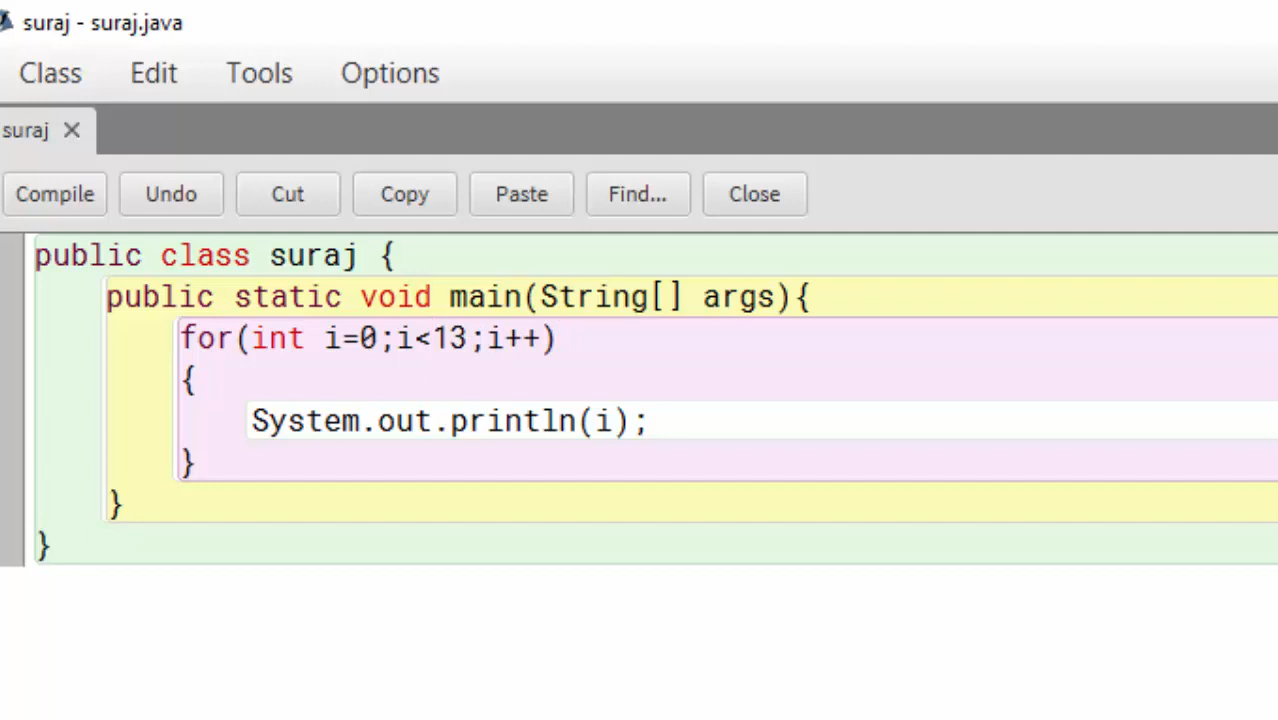 suraj - suraj.java
Class Edit Tools Options
suraj ✕
Compile Undo Cut Copy Paste Find... Close
public class suraj {
public static void main(String[] args){
for(int i=0;i<13;i++)
{
System.out.println(i);
}
}
}